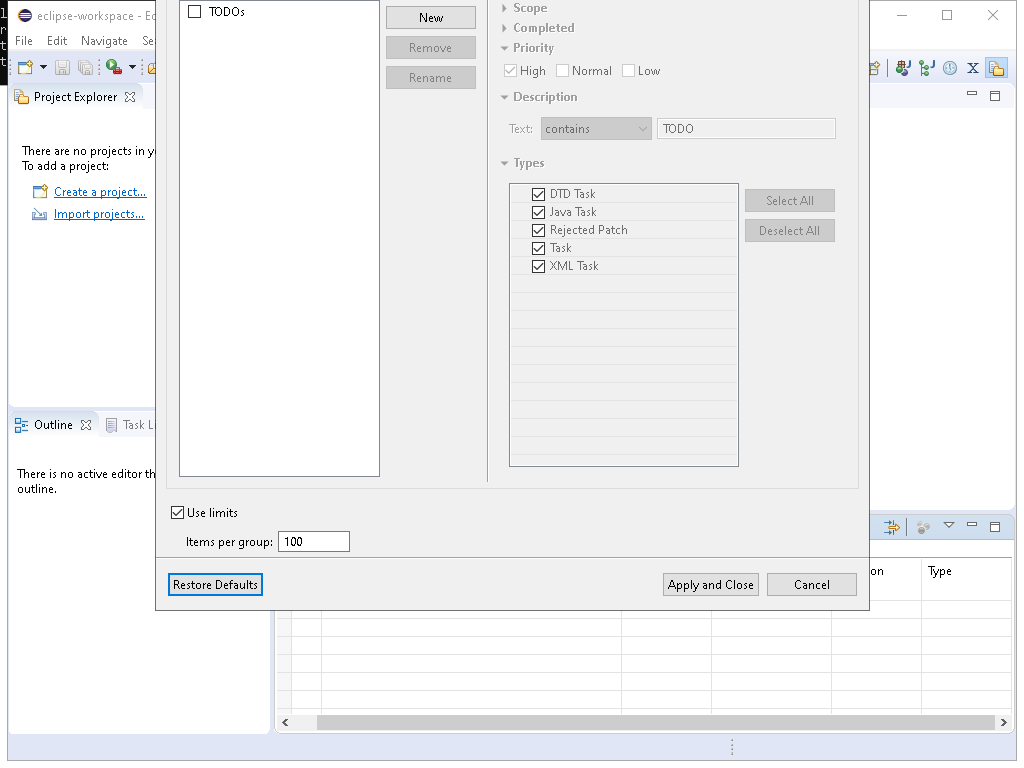 eclipse-workspace - Ec
File Edit Navigate Se
Project Explorer
There are no projects in y
To add a project:
Create a project...
Import projects...
Outline
Task Li
There is no active editor th
outline.
TODOs
New
Remove
Rename
Scope
Completed
Priority
High Normal Low
Description
Text: contains TODO
Types
DTD Task
Java Task
Rejected Patch
Task
XML Task
Select All
Deselect All
Use limits
Items per group: 100
Restore Defaults
Apply and Close
Cancel
on
Type